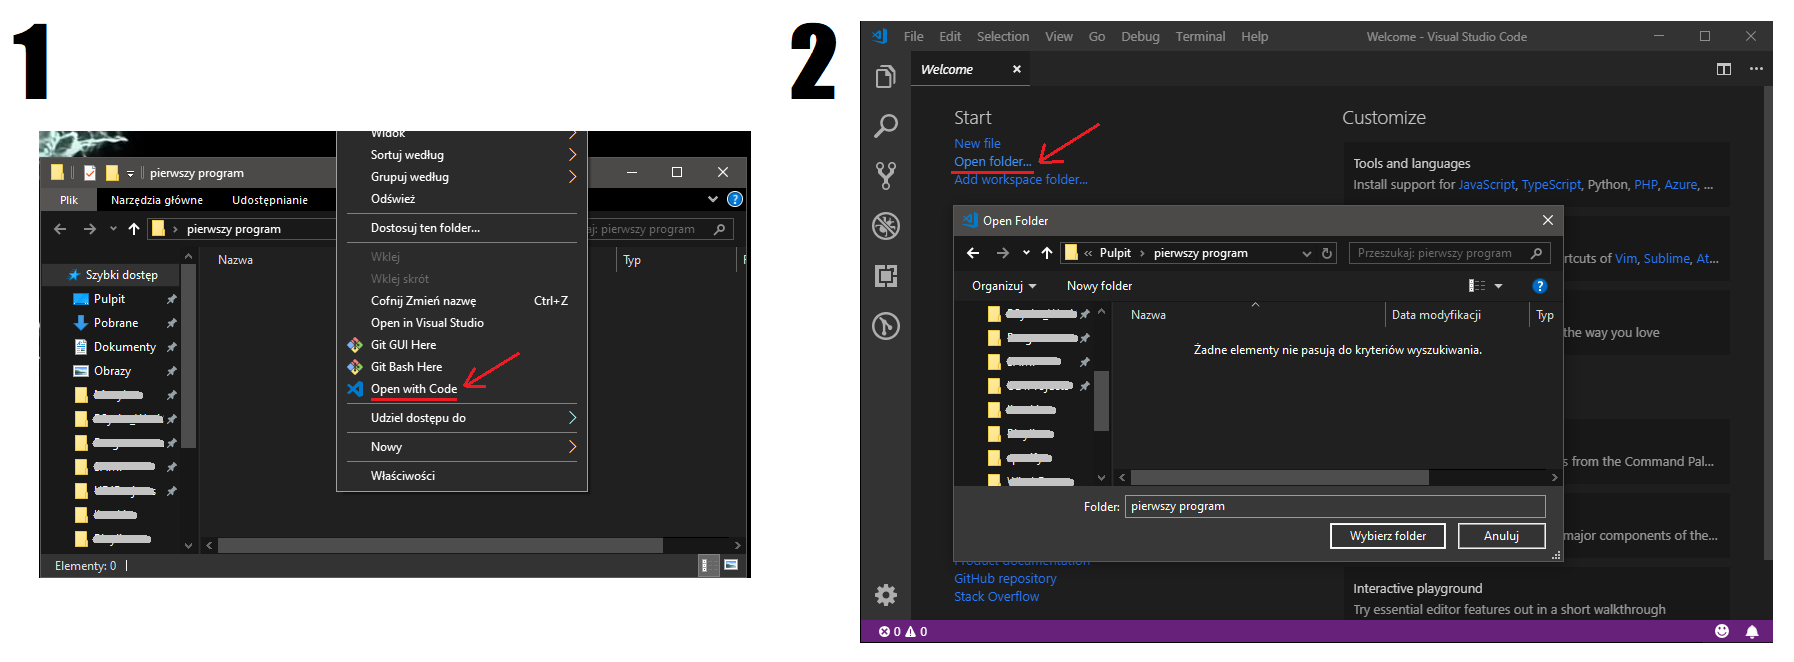 1
pierwszy program
Plik
Narzędzia główne
Udostępnianie
pierwszy program
pierwszy program
Nazwa
Typ
Szybki dostęp
Pulpit
Pobrane
Dokumenty
Obrazy
Elementy: 0
Widok
Sortuj według
Grupuj według
Odśwież
Dostosuj ten folder...
Wklej
Wklej skrót
Cofnij Zmień nazwę Ctrl+Z
Open in Visual Studio
Git GUI Here
Git Bash Here
Open with Code
Udziel dostępu do
Nowy
Właściwości
2
File Edit Selection View Go Debug Terminal Help
Welcome - Visual Studio Code
Welcome
Start
New file
Open folder...
Add workspace folder...
Customize
Tools and languages
Install support for JavaScript, TypeScript, Python, PHP, Azure, ...
rtcuts of Vim, Sublime, At...
the way you love
s from the Command Pal...
major components of the...
Interactive playground
Try essential editor features out in a short walkthrough
Open Folder
« Pulpit › pierwszy program
Przeszukaj: pierwszy program
Organizuj
Nowy folder
Nazwa
Data modyfikacji
Typ
Żadne elementy nie pasują do kryteriów wyszukiwania.
Folder: pierwszy program
Wybierz folder
Anuluj
Product documentation
GitHub repository
Stack Overflow
0 0